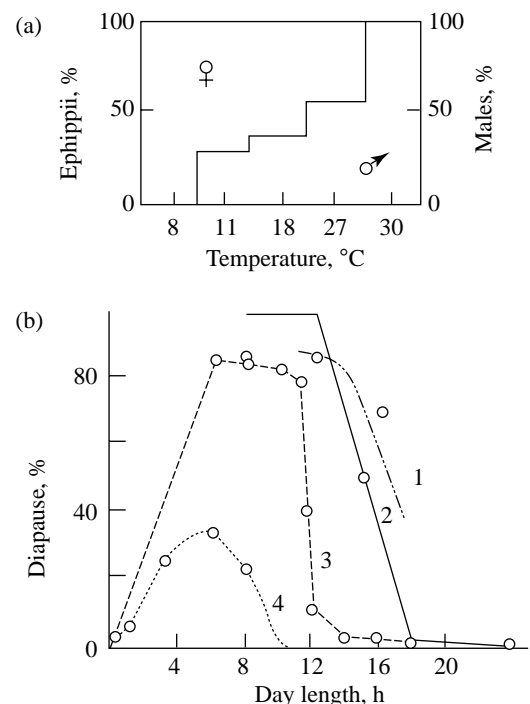 (a)
100
50
0
Ephippii, %
♀
♂
100
50
0
Males, %
8 11 18 27 30
Temperature, °C
(b)
80
40
0
Diapause, %
1
2
3
4
4 8 12 16 20
Day length, h